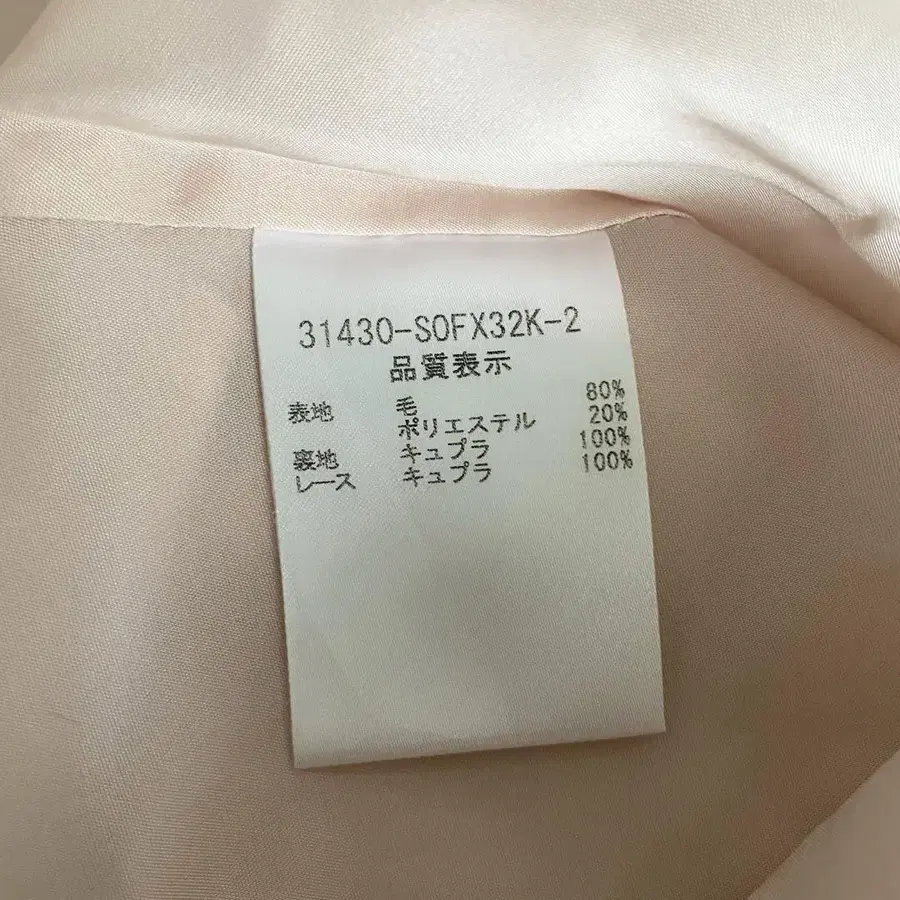 31430-SOFX32K-2
品質表示
表地 毛 80%
ポリエステル 20%
裏地 キュプラ 100%
レース キュプラ 100%